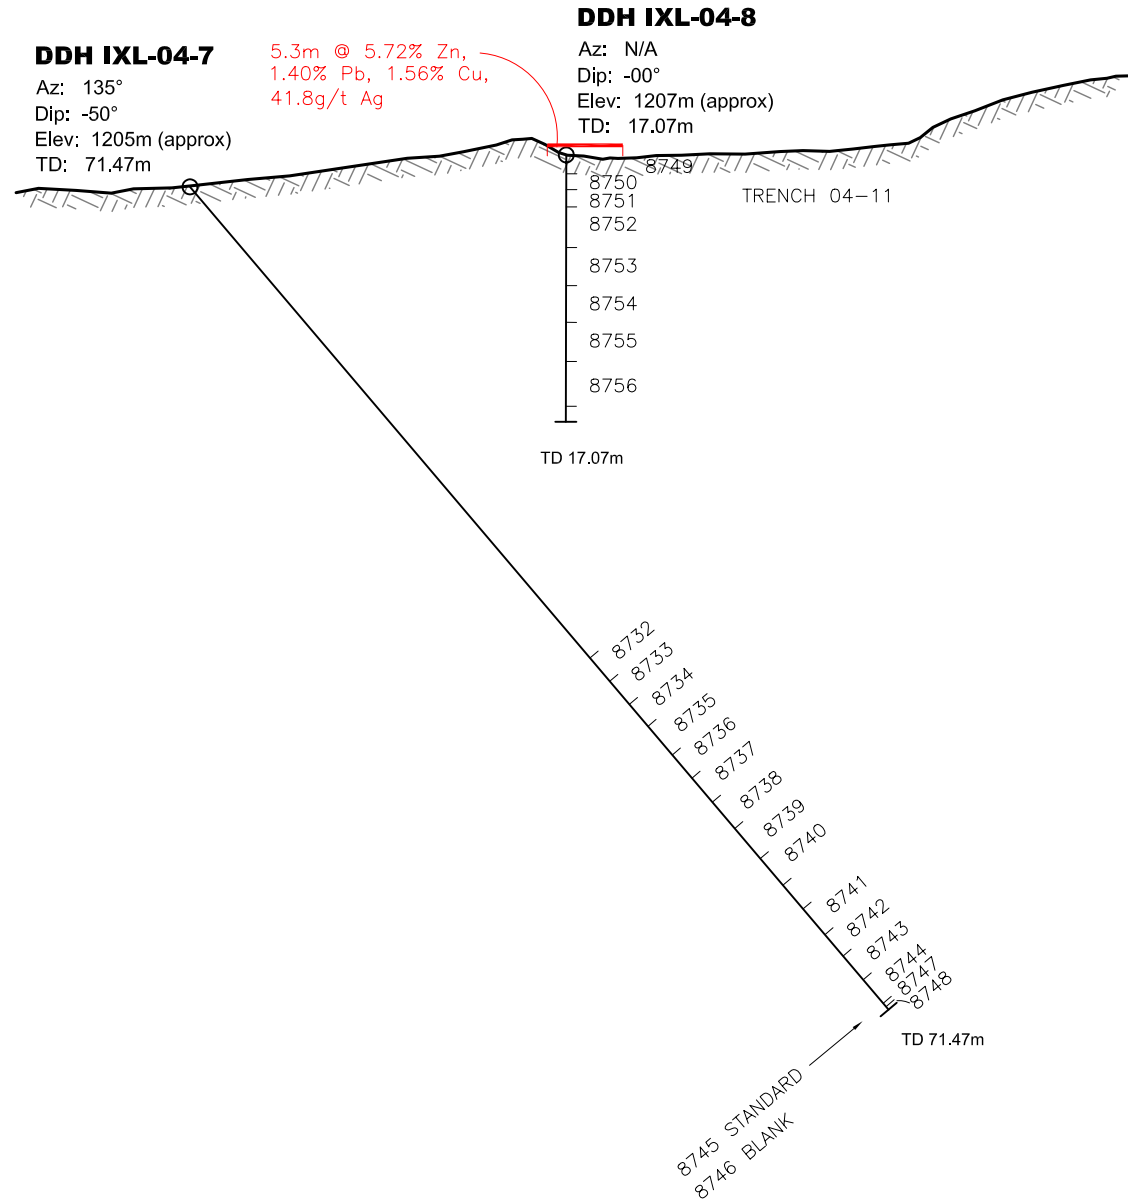 DDH IXL-04-7
Az: 135°
Dip: -50°
Elev: 1205m (approx)
TD: 71.47m
5.3m @ 5.72% Zn,
1.40% Pb, 1.56% Cu,
41.8g/t Ag
DDH IXL-04-8
Az: N/A
Dip: -00°
Elev: 1207m (approx)
TD: 17.07m
8749
8750
8751
8752
8753
8754
8755
8756
TRENCH 04-11
TD 17.07m
8732
8733
8734
8735
8736
8737
8738
8739
8740
8741
8742
8743
8744
8747
8748
TD 71.47m
8745 STANDARD
8746 BLANK